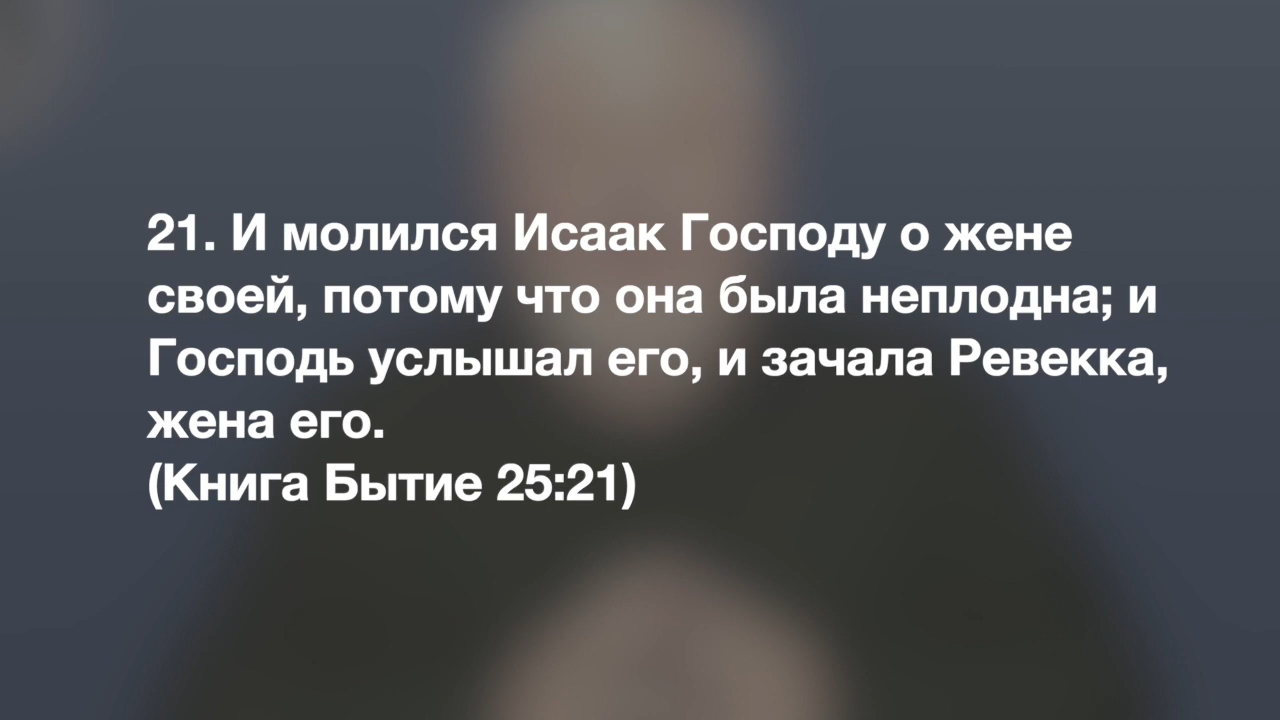 21. И молился Исаак Господу о жене
своей, потому что она была неплодна; и
Господь услышал его, и зачала Ревекка,
жена его.
(Книга Бытие 25:21)